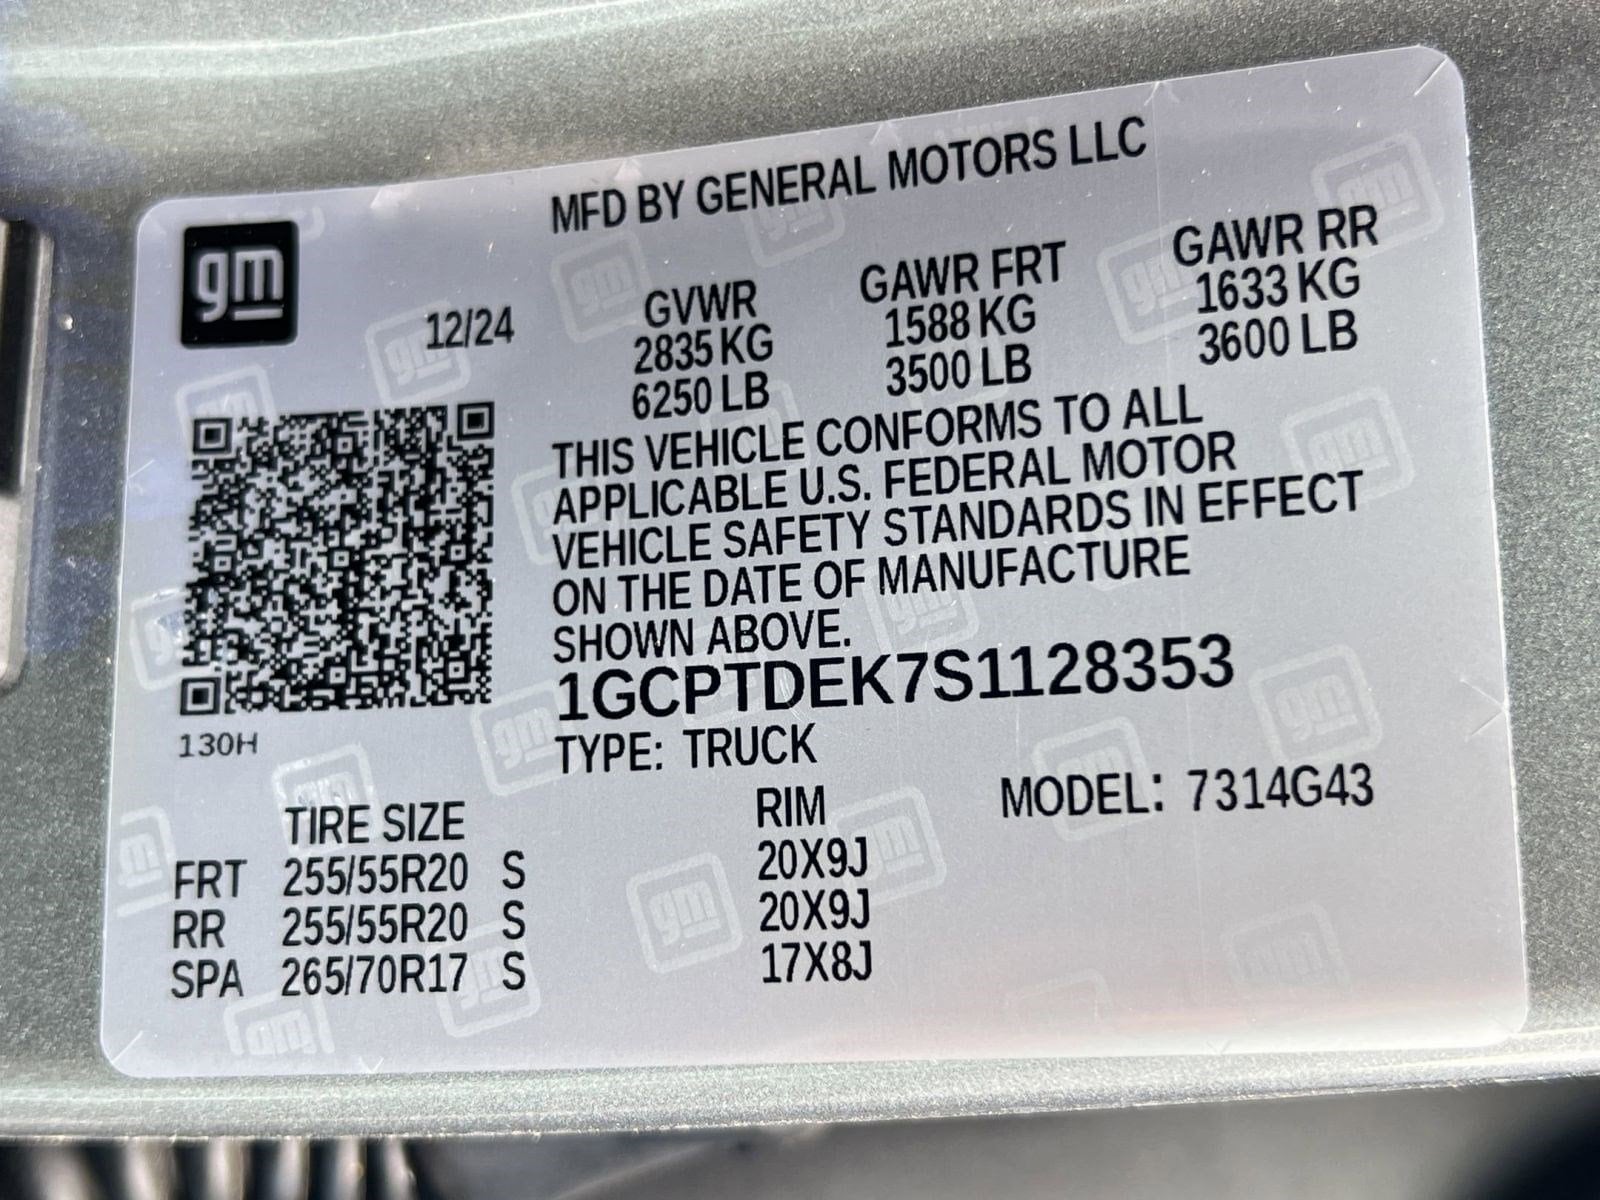 MFD BY GENERAL MOTORS LLC
gm
12/24
GVWR
2835 KG
6250 LB
GAWR FRT
1588 KG
3500 LB
GAWR RR
1633 KG
3600 LB
THIS VEHICLE CONFORMS TO ALL
APPLICABLE U.S. FEDERAL MOTOR
VEHICLE SAFETY STANDARDS IN EFFECT
ON THE DATE OF MANUFACTURE
SHOWN ABOVE.
1GCPTDEK7S1128353
130H
TYPE: TRUCK
MODEL: 7314G43
TIRE SIZE RIM
FRT 255/55R20 S 20X9J
RR 255/55R20 S 20X9J
SPA 265/70R17 S 17X8J